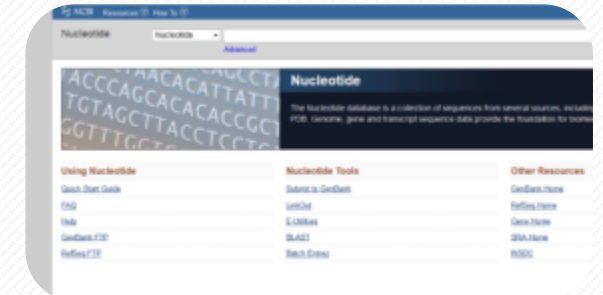 NCBI Resources How To
Nucleotide Nucleotide
Advanced
ACCCAGCACACATTATT
TGTAGCTTACCTCC
Nucleotide
The Nucleotide database is a collection of sequences from several sources, including
PDB. Genome, gene and transcript sequence data provide the foundation for
Using Nucleotide
Quick Start Guide
FAQ
Help
GenBank FTP
RefSeq FTP
Nucleotide Tools
Submit to GenBank
LinkOut
E-Utilities
BLAST
Batch Entrez
Other Resources
GenBank Home
RefSeq Home
Gene Home
SRA Home
INSDC